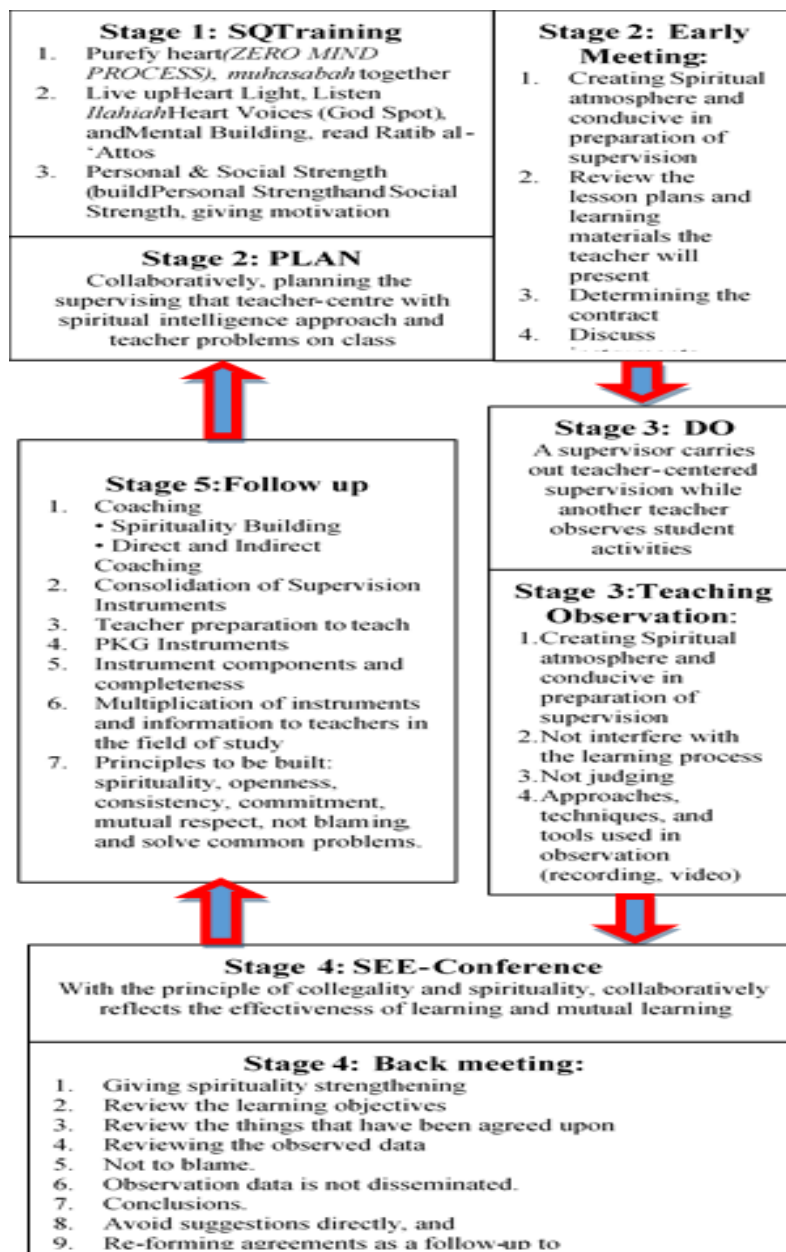 Stage 1: SQTraining
1. Purefy heart(ZERO MIND
PROCESS), muhasabah together
2. Live upHeart Light, Listen
IlahiahHeart Voices (God Spot),
andMental Building, read Ratib al-
‘Attos
3. Personal & Social Strength
(buildPersonal StrengthandSocial
Strength, giving motivation
Stage 2: PLAN
Collaboratively, planning the
supervising that teacher-centre with
spiritual intelligence approach and
teacher problems on class
Stage 2: Early
Meeting:
1. Creating Spiritual
atmosphere and
conducive in
preparation of
supervision
2. Review the
lesson plans and
learning
materials the
teacher will
present
3. Determining the
contract
4. Discuss
Stage 3: DO
A supervisor carries
out teacher-centered
supervision while
another teacher
observes student
activities
Stage 3:Teaching
Observation:
1.Creating Spiritual
atmosphere and
conducive in
preparation of
supervision
2.Not interfere with
the learning process
3.Not judging
4.Approaches,
techniques, and
tools used in
observation
(recording, video)
Stage 4: SEE-Conference
With the principle of collegality and spirituality, collaboratively
reflects the effectiveness of learning and mutual learning
Stage 4: Back meeting:
1. Giving spirituality strengthening
2. Review the learning objectives
3. Review the things that have been agreed upon
4. Reviewing the observed data
5. Not to blame.
6. Observation data is not disseminated.
7. Conclusions.
8. Avoid suggestions directly, and
9. Re-forming agreements as a follow-up to
Stage 5:Follow up
1. Coaching
• Spirituality Building
• Direct and Indirect
Coaching
2. Consolidation of Supervision
Instruments
3. Teacher preparation to teach
4. PKG Instruments
5. Instrument components and
completeness
6. Multiplication of instruments
and information to teachers in
the field of study
7. Principles to be built:
spirituality, openness,
consistency, commitment,
mutual respect, not blaming,
and solve common problems.